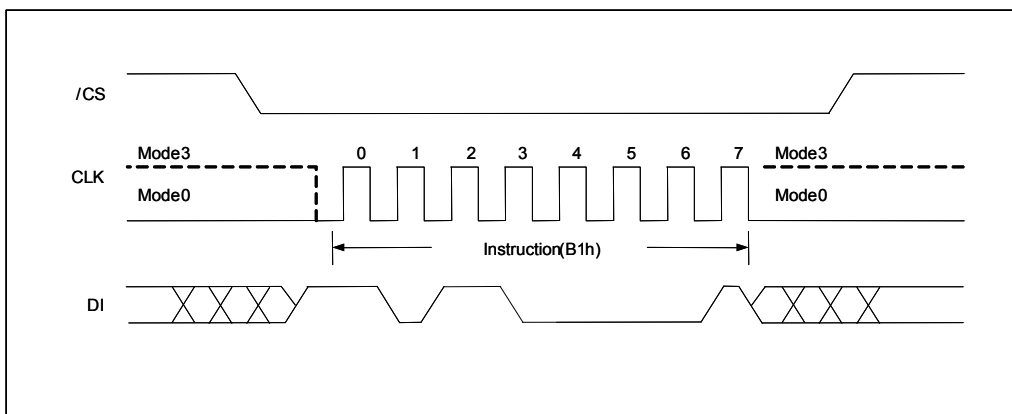 /CS
Mode3 0 1 2 3 4 5 6 7 Mode3
CLK
Mode0 Mode0
Instruction(B1h)
DI